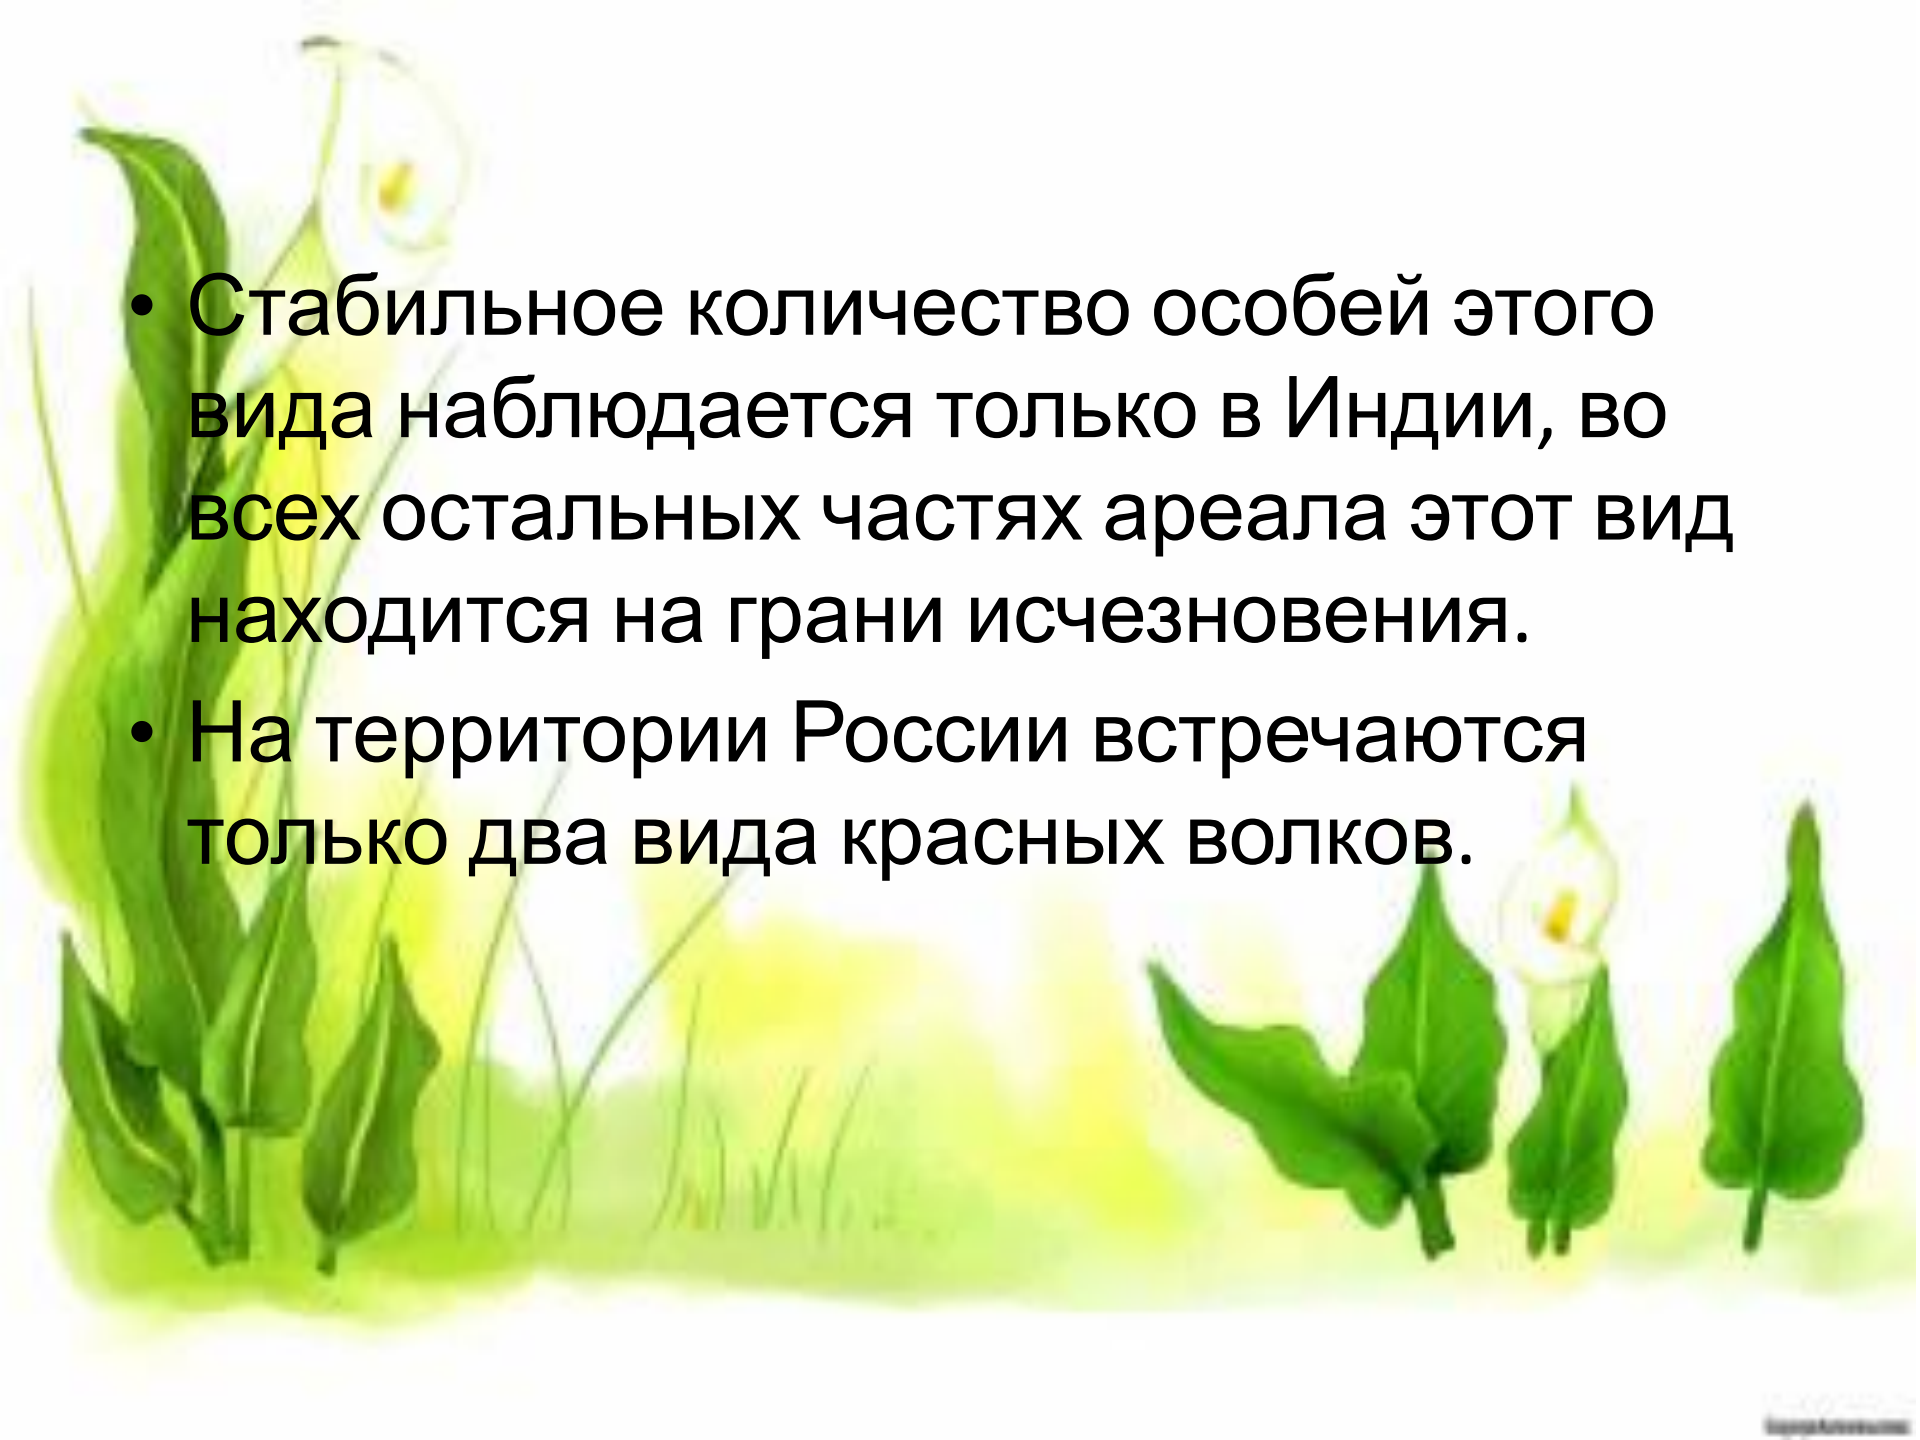 • Стабильное количество особей этого
вида наблюдается только в Индии, во
всех остальных частях ареала этот вид
находится на грани исчезновения.
• На территории России встречаются
только два вида красных волков.